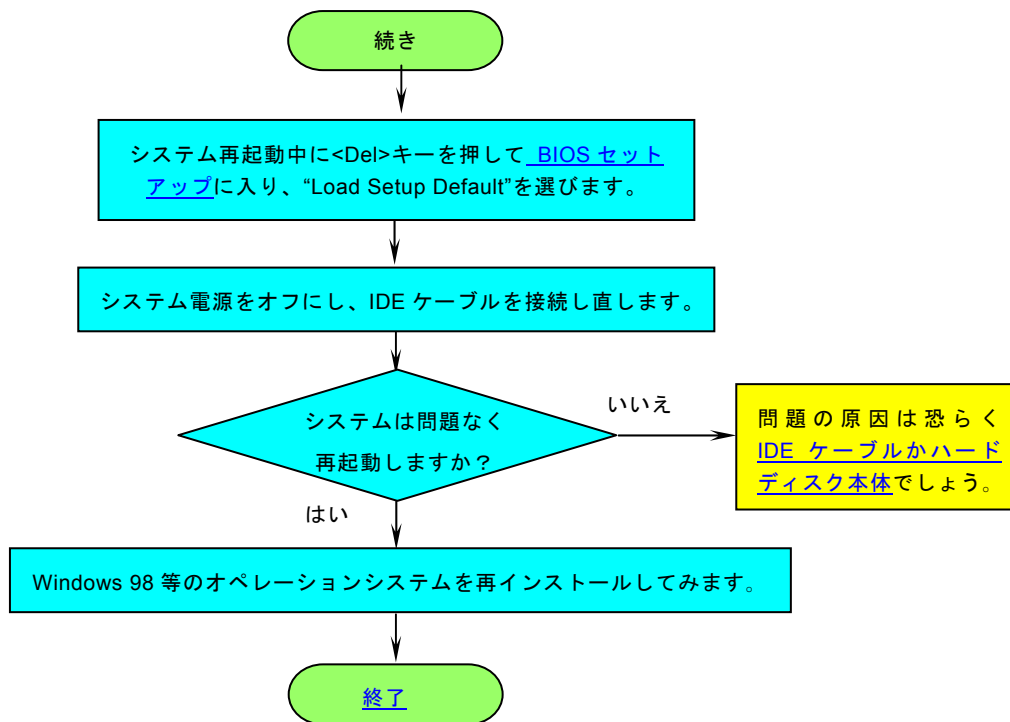 続き
システム再起動中に<Del>キーを押して BIOS セット
アップに入り、“Load Setup Default”を選びます。
システム電源をオフにし、IDE ケーブルを接続し直します。
システムは問題なく
再起動しますか？
いいえ
問題の原因は恐らく
IDE ケーブルかハード
ディスク本体でしょう。
はい
Windows 98 等のオペレーションシステムを再インストールしてみます。
終了